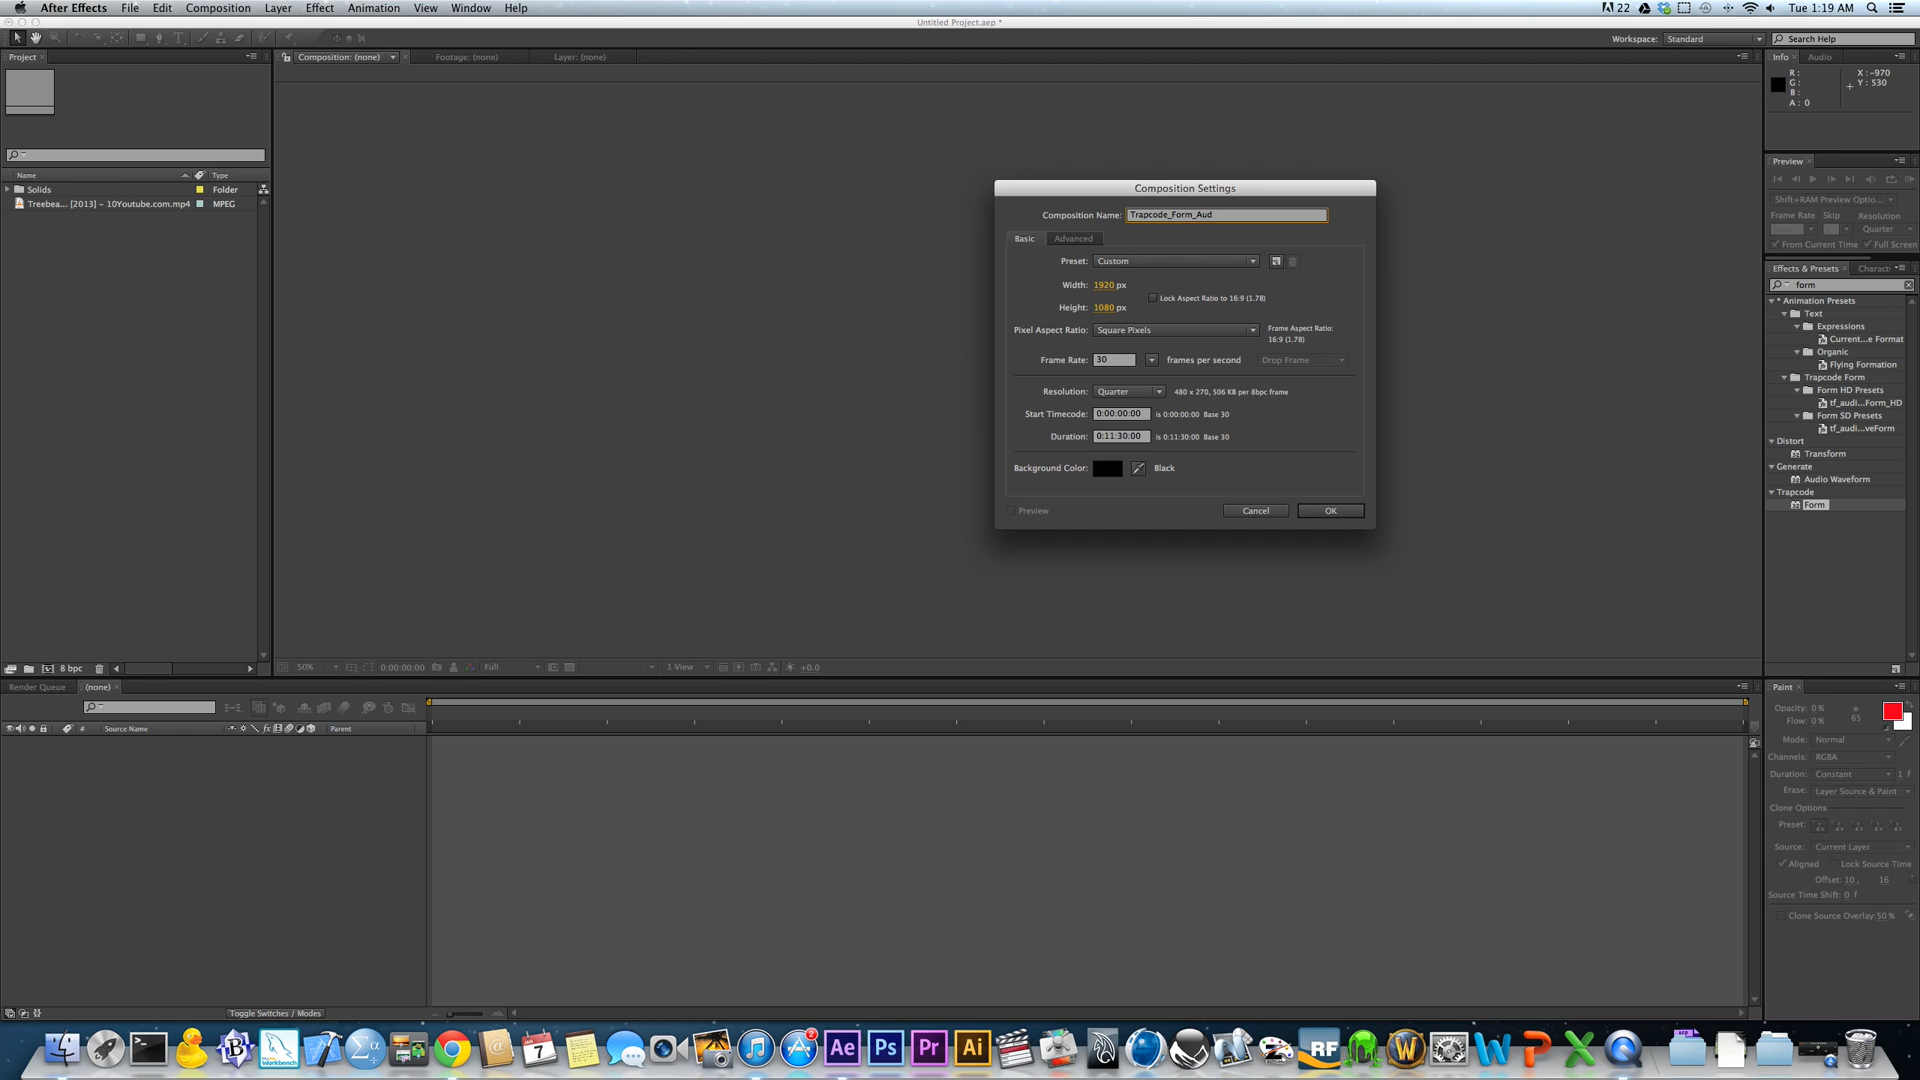 After Effects File Edit Composition Layer Effect Animation View Window Help 22 Tue 1:19 AM
Untitled Project.aep *
Workspace: Standard Search Help
Project Composition: (none) Footage: (none) Layer: (none) Info Audio
R : X : -970
G : Y : 530
B :
A : 0
Preview
Name Type
Solids Folder
Treebea... [2013] - 10Youtube.com.mp4 MPEG
Composition Settings
Composition Name: Trapcode_Form_Aud
Basic Advanced
Preset: Custom
Width: 1920 px
Lock Aspect Ratio to 16:9 (1.78)
Height: 1080 px
Pixel Aspect Ratio: Square Pixels Frame Aspect Ratio:
16:9 (1.78)
Frame Rate: 30 frames per second Drop Frame
Resolution: Quarter 480 x 270, 506 KB per 8bpc frame
Start Timecode: 0:00:00:00 is 0:00:00:00 Base 30
Duration: 0:11:30:00 is 0:11:30:00 Base 30
Background Color: Black
Preview Cancel OK
Shift+RAM Preview Optio...
Frame Rate Skip Resolution
Quarter
From Current Time Full Screen
Effects & Presets Charact
form
* Animation Presets
Text
Expressions
Current...e Format
Organic
Flying Formation
Trapcode Form
Form HD Presets
tf_audi...Form_HD
Form SD Presets
tf_audi...veForm
Distort
Transform
Generate
Audio Waveform
Trapcode
Form
8 bpc 50% 0:00:00:00 Full 1 View +0.0
Render Queue (none)
# Source Name Parent
Toggle Switches / Modes
Paint
Opacity: 0 %
Flow: 0 % 65
Mode: Normal
Channels: RGBA
Duration: Constant 1 f
Erase: Layer Source & Paint
Clone Options
Preset:
Source: Current Layer
Aligned Lock Source Time
Offset: 10 , 16
Source Time Shift: 0 f
Clone Source Overlay: 50 %
JAN 7 2 Ae Ps Pr Ai RF W W P X